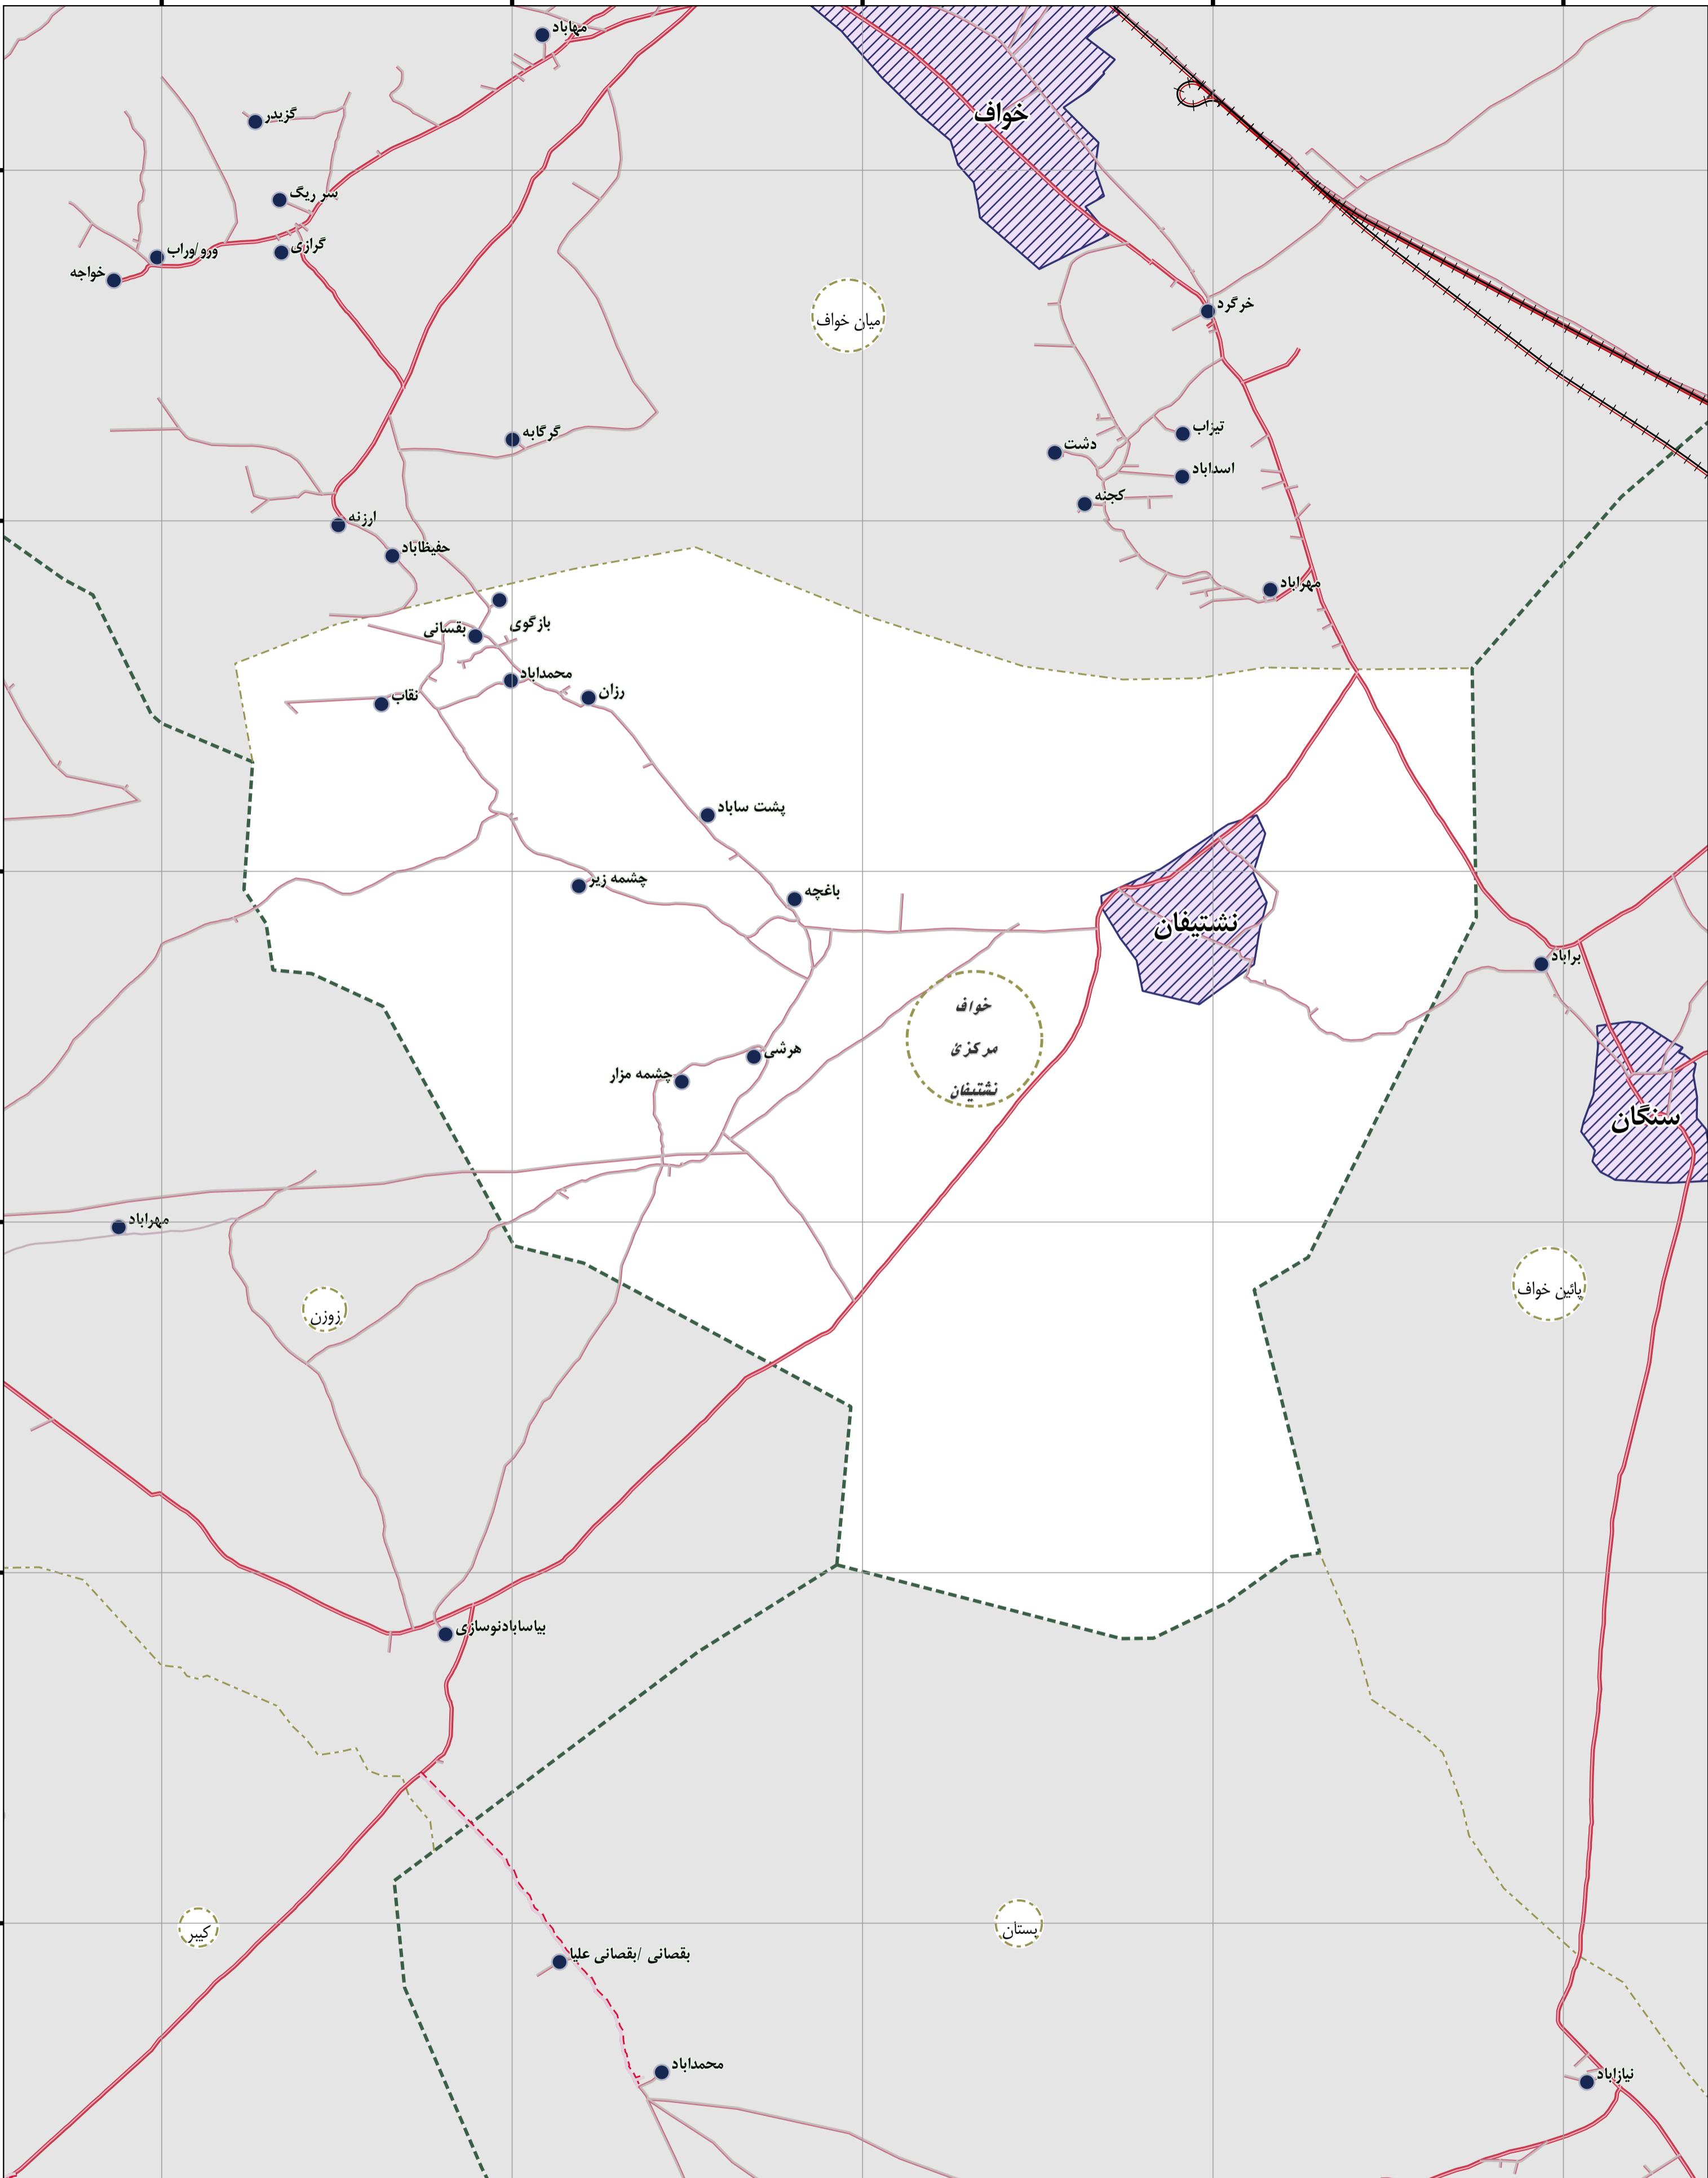 مهاباد
گزیدر
خواف
سر ریگ
گرازی
ورو/وراب
خواجه
میان خواف
خرگرد
گرگابه
تیزاب
دشت
اسداباد
کجنه
ارزنه
حفیظاباد
مهراباد
بازگوی
بقسانی
محمداباد
رزان
نقاب
پشت ساباد
چشمه زیر
باغچه
نشتیفان
براباد
خواف
مرکزی
نشتیفان
هرشی
چشمه مزار
سنگان
مهراباد
زوزن
پائین خواف
بیاسابادنوسازی
کیبر
بستان
بقصانی /بقصانی علیا
محمداباد
نیازاباد